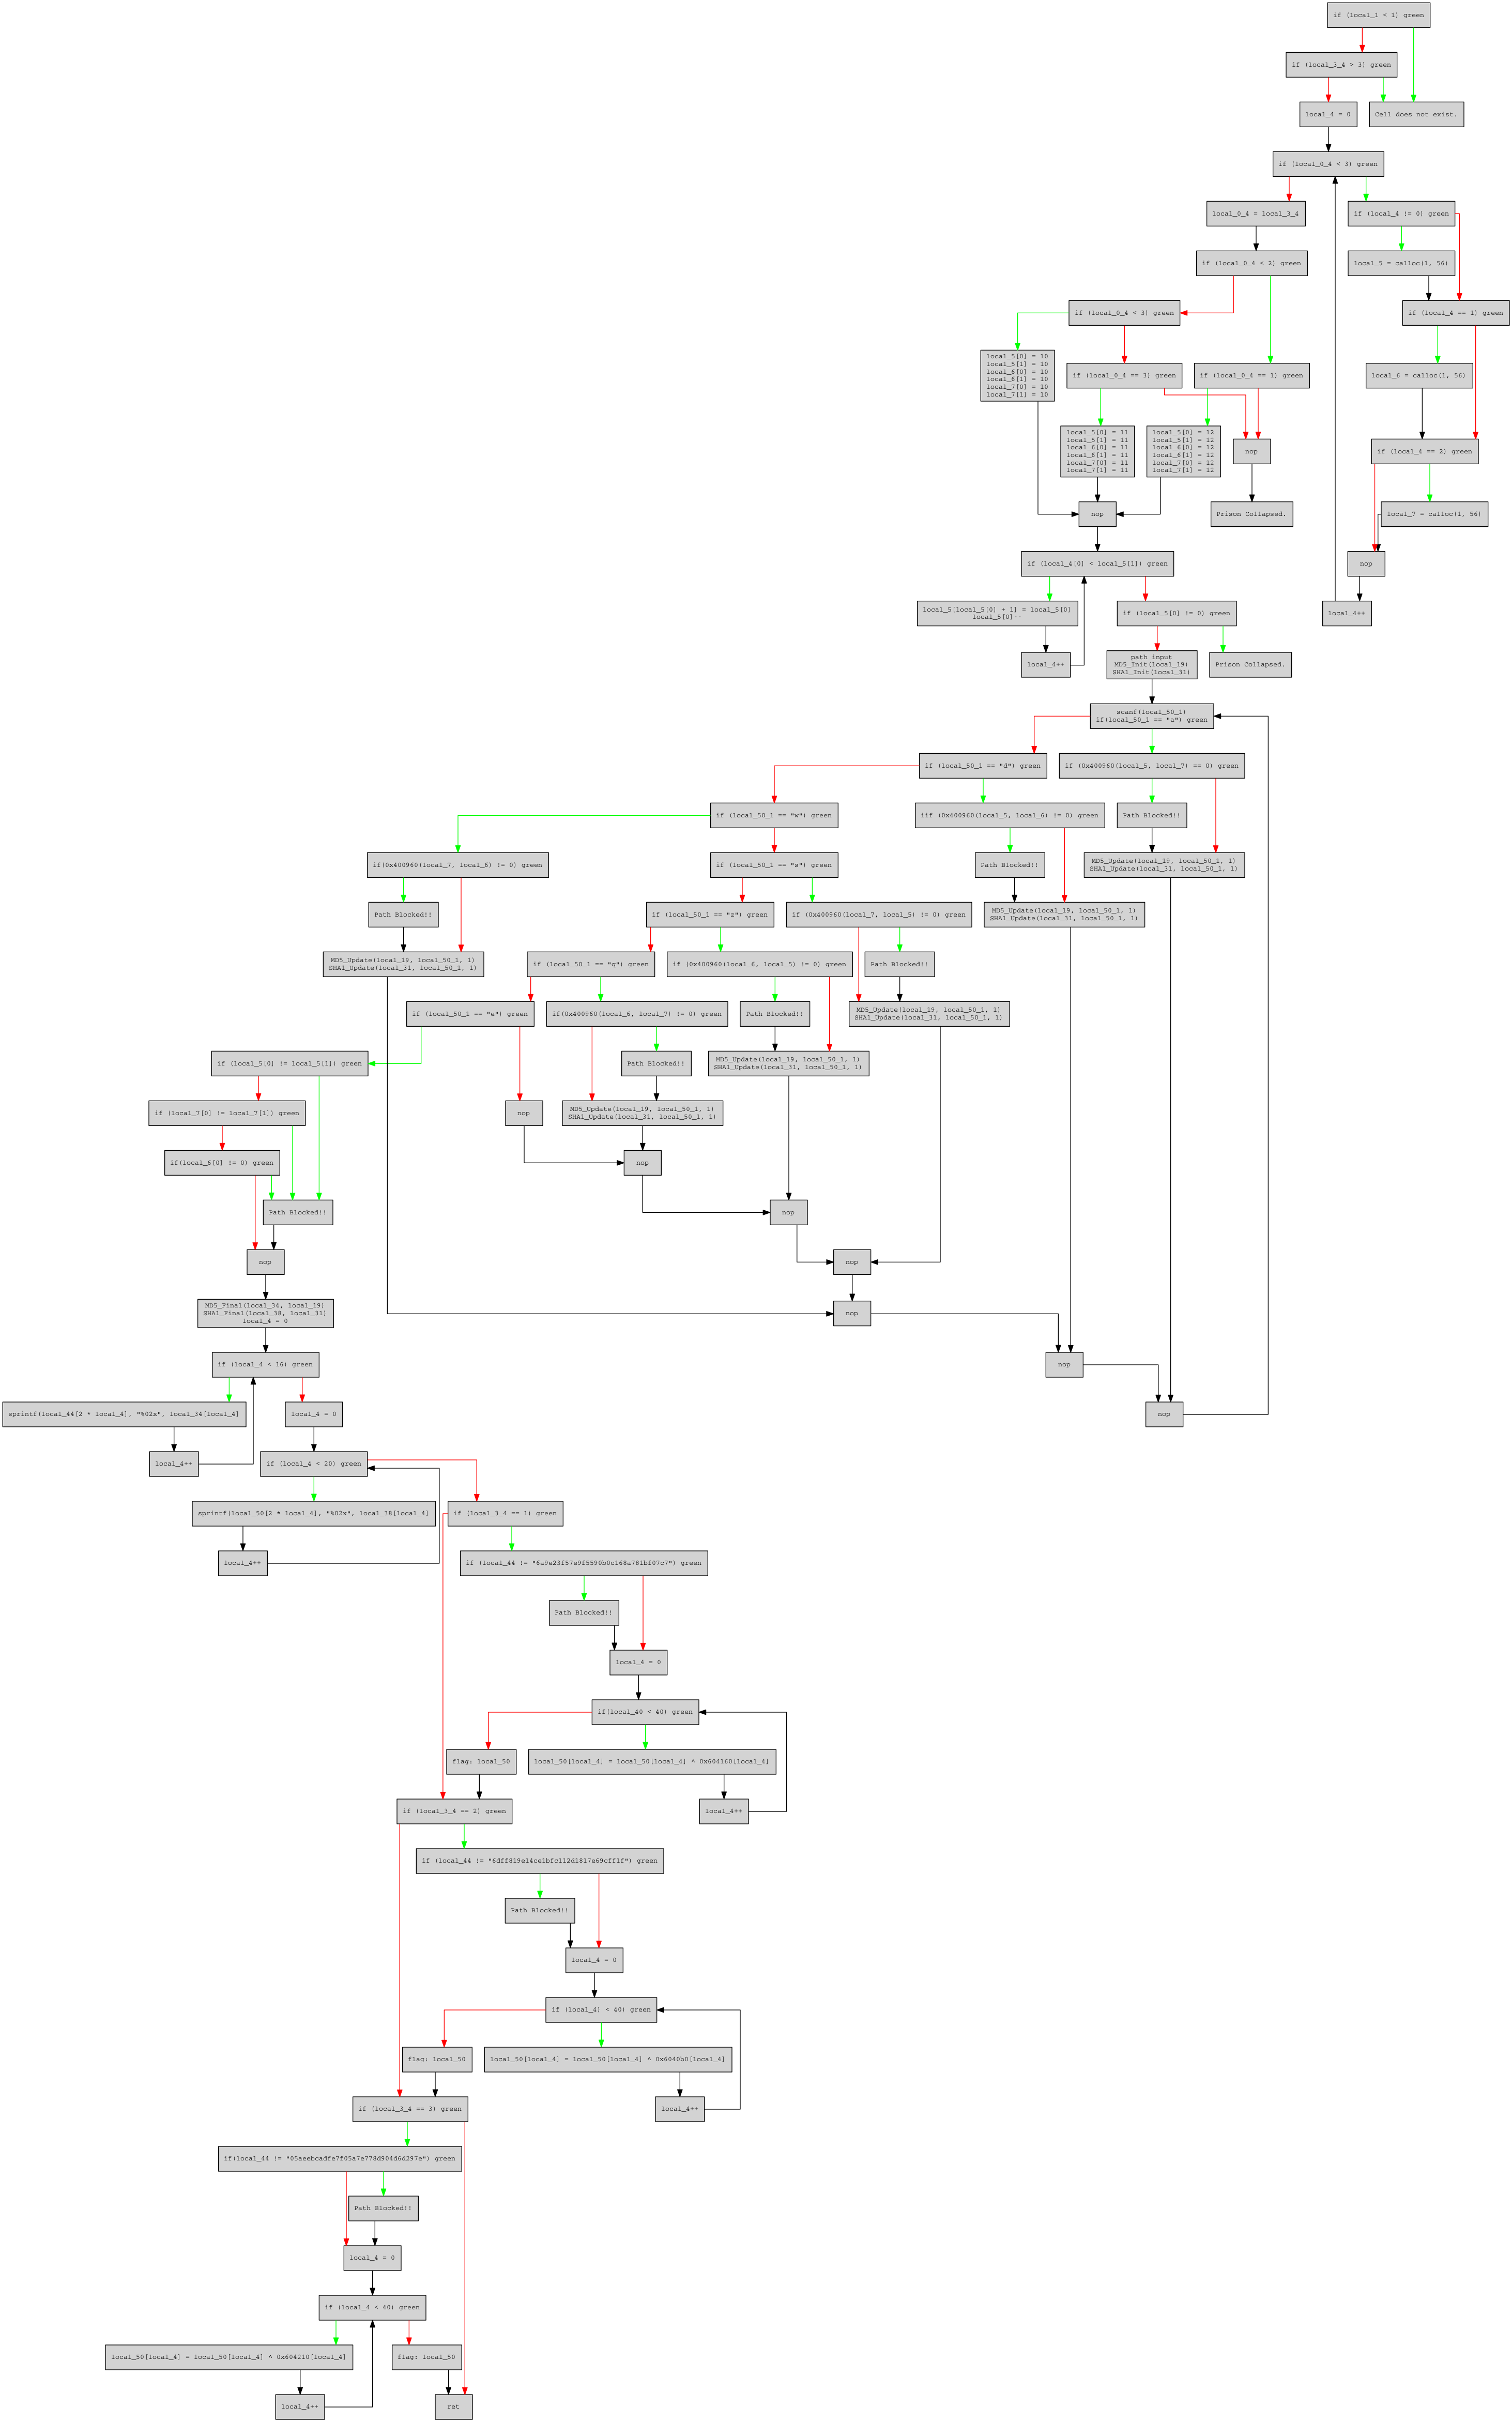 if (local_1 < 1) green
if (local_3_4 > 3) green
local_4 = 0
Cell does not exist.
if (local_0_4 < 3) green
local_0_4 = local_3_4
if (local_4 != 0) green
if (local_0_4 < 2) green
local_5 = calloc(1, 56)
if (local_0_4 < 3) green
if (local_4 == 1) green
local_5[0] = 10
local_5[1] = 10
local_6[0] = 10
local_6[1] = 10
local_7[0] = 10
local_7[1] = 10
if (local_0_4 == 3) green
if (local_0_4 == 1) green
local_6 = calloc(1, 56)
local_5[0] = 11
local_5[1] = 11
local_6[0] = 11
local_6[1] = 11
local_7[0] = 11
local_7[1] = 11
local_5[0] = 12
local_5[1] = 12
local_6[0] = 12
local_6[1] = 12
local_7[0] = 12
local_7[1] = 12
nop
if (local_4 == 2) green
nop
Prison Collapsed.
local_7 = calloc(1, 56)
if (local_4[0] < local_5[1]) green
nop
local_5[local_5[0] + 1] = local_5[0]
local_5[0]--
if (local_5[0] != 0) green
local_4++
local_4++
path input
MD5_Init(local_19)
SHA1_Init(local_31)
Prison Collapsed.
scanf(local_50_1)
if(local_50_1 == "a") green
if (local_50_1 == "d") green
if (0x400960(local_5, local_7) == 0) green
if (local_50_1 == "w") green
iif (0x400960(local_5, local_6) != 0) green
Path Blocked!!
if(0x400960(local_7, local_6) != 0) green
if (local_50_1 == "s") green
Path Blocked!!
MD5_Update(local_19, local_50_1, 1)
SHA1_Update(local_31, local_50_1, 1)
Path Blocked!!
if (local_50_1 == "z") green
if (0x400960(local_7, local_5) != 0) green
MD5_Update(local_19, local_50_1, 1)
SHA1_Update(local_31, local_50_1, 1)
MD5_Update(local_19, local_50_1, 1)
SHA1_Update(local_31, local_50_1, 1)
if (local_50_1 == "q") green
if (0x400960(local_6, local_5) != 0) green
Path Blocked!!
if (local_50_1 == "e") green
if(0x400960(local_6, local_7) != 0) green
Path Blocked!!
MD5_Update(local_19, local_50_1, 1)
SHA1_Update(local_31, local_50_1, 1)
if (local_5[0] != local_5[1]) green
Path Blocked!!
MD5_Update(local_19, local_50_1, 1)
SHA1_Update(local_31, local_50_1, 1)
if (local_7[0] != local_7[1]) green
nop
MD5_Update(local_19, local_50_1, 1)
SHA1_Update(local_31, local_50_1, 1)
if(local_6[0] != 0) green
nop
Path Blocked!!
nop
nop
nop
MD5_Final(local_34, local_19)
SHA1_Final(local_38, local_31)
local_4 = 0
nop
if (local_4 < 16) green
nop
sprintf(local_44[2 * local_4], "%02x", local_34[local_4]
local_4 = 0
nop
local_4++
if (local_4 < 20) green
sprintf(local_50[2 * local_4], "%02x", local_38[local_4]
if (local_3_4 == 1) green
local_4++
if (local_44 != "6a9e23f57e9f5590b0c168a781bf07c7") green
Path Blocked!!
local_4 = 0
if(local_40 < 40) green
flag: local_50
local_50[local_4] = local_50[local_4] ^ 0x604160[local_4]
if (local_3_4 == 2) green
local_4++
if (local_44 != "6dff819e14ce1bfc112d1817e69cff1f") green
Path Blocked!!
local_4 = 0
if (local_4) < 40) green
flag: local_50
local_50[local_4] = local_50[local_4] ^ 0x6040b0[local_4]
if (local_3_4 == 3) green
local_4++
if(local_44 != "05aeebcadfe7f05a7e778d904d6d297e") green
Path Blocked!!
local_4 = 0
if (local_4 < 40) green
local_50[local_4] = local_50[local_4] ^ 0x604210[local_4]
flag: local_50
local_4++
ret